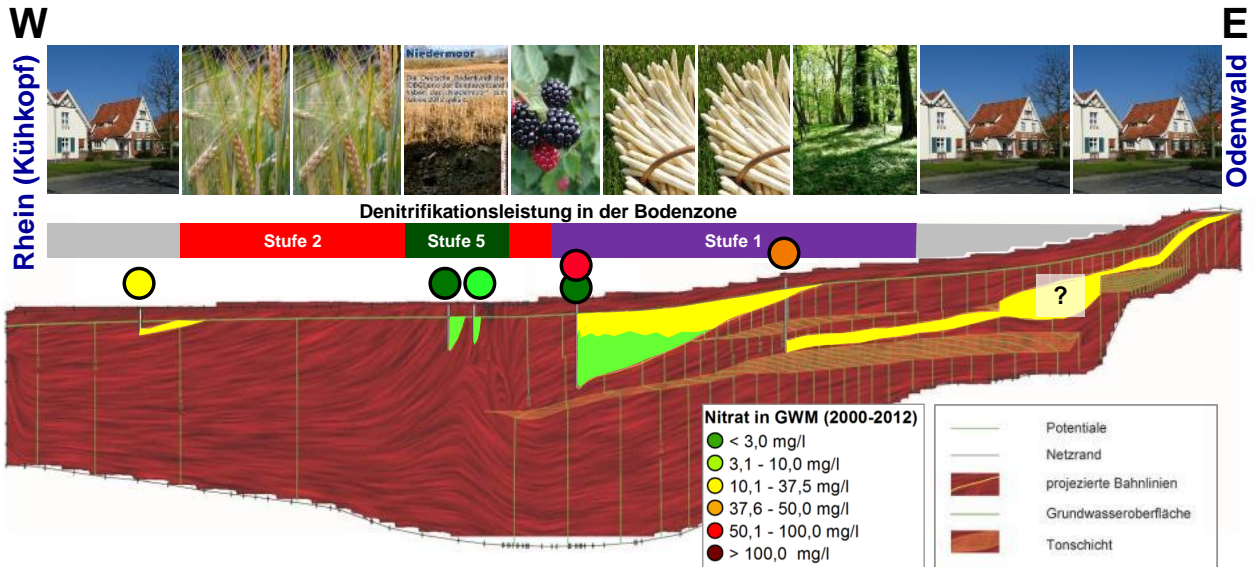 W
E
Rhein (Kühkopf)
Niedermoor
Odenwald
Denitrifikationsleistung in der Bodenzone
Stufe 2
Stufe 5
Stufe 1
?
Nitrat in GWM (2000-2012)
< 3,0 mg/l
3,1 - 10,0 mg/l
10,1 - 37,5 mg/l
37,6 - 50,0 mg/l
50,1 - 100,0 mg/l
> 100,0 mg/l
Potentiale
Netzrand
projezierte Bahnlinien
Grundwasseroberfläche
Tonschicht